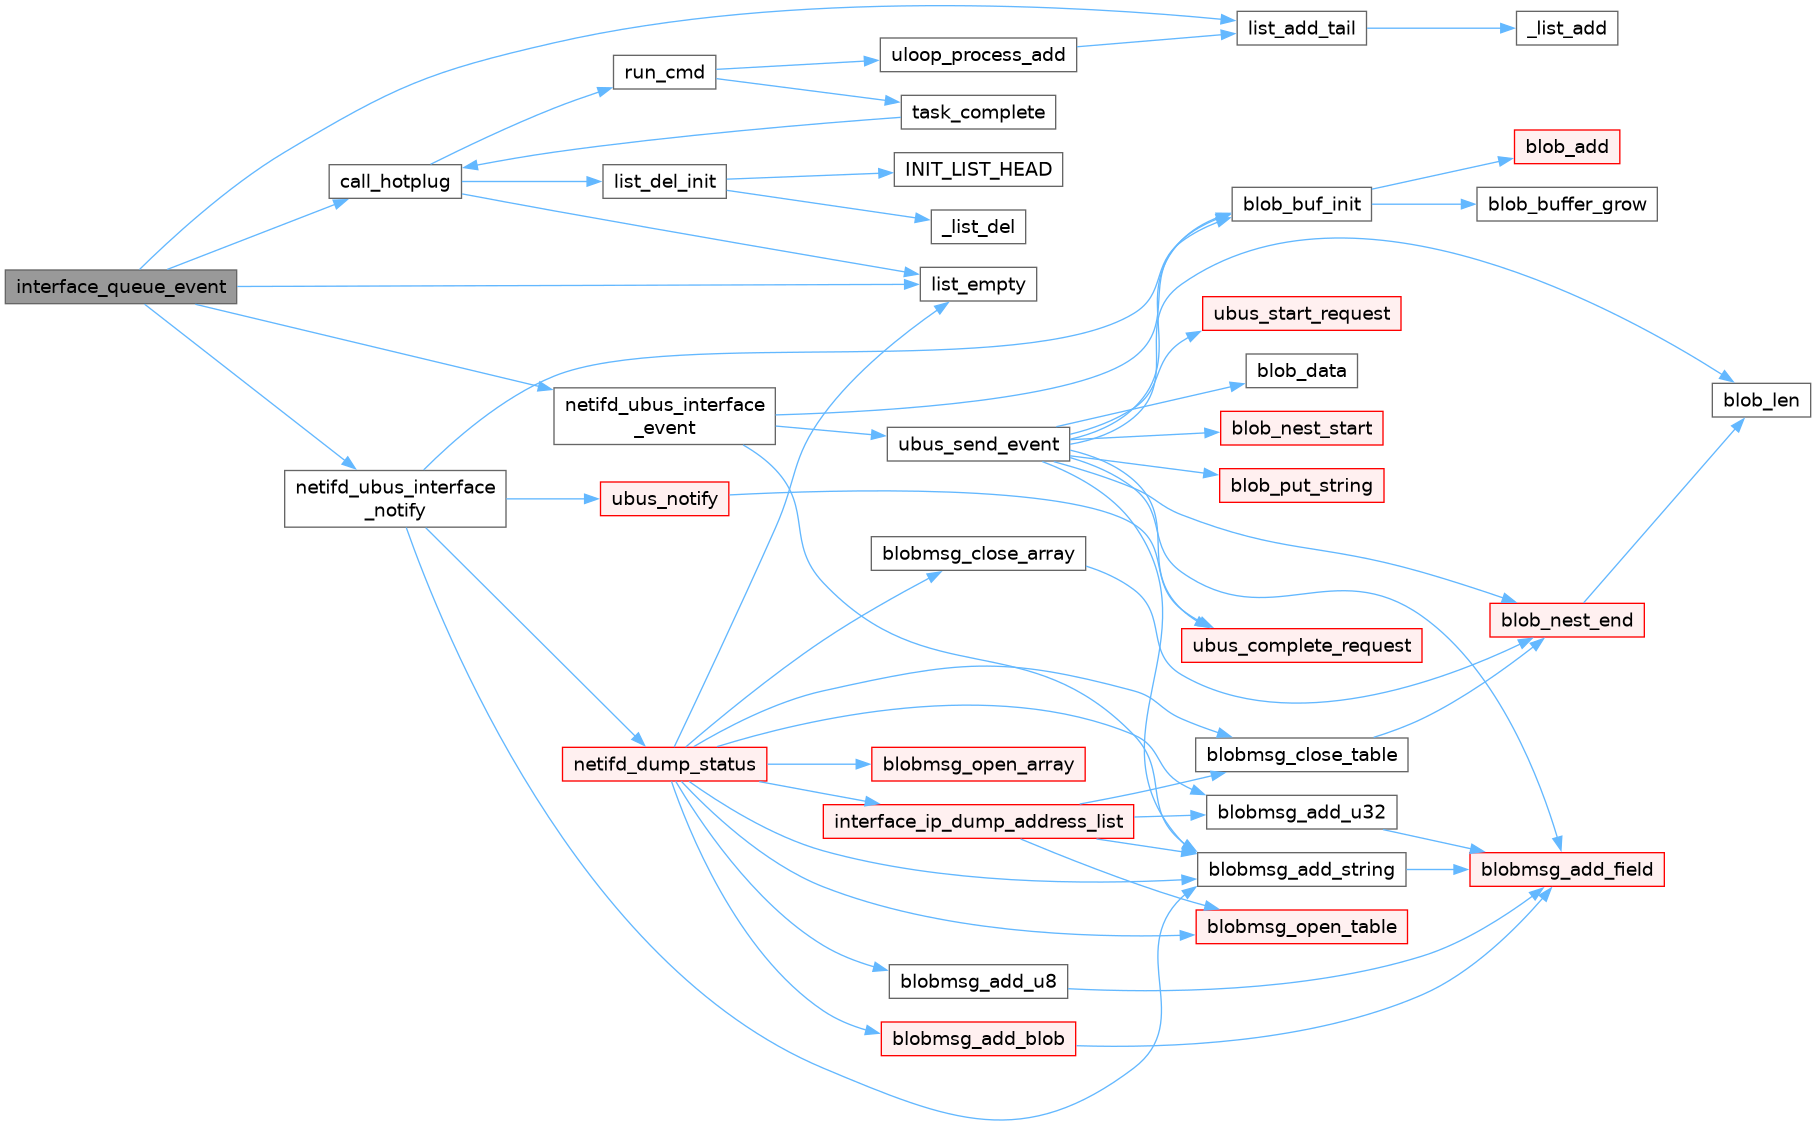 interface_queue_event
call_hotplug
netifd_ubus_interface
_event
netifd_ubus_interface
_notify
run_cmd
list_del_init
ubus_notify
netifd_dump_status
uloop_process_add
task_complete
INIT_LIST_HEAD
_list_del
list_empty
ubus_send_event
blobmsg_close_array
blobmsg_open_array
interface_ip_dump_address_list
blobmsg_add_u8
blobmsg_add_blob
list_add_tail
blob_buf_init
ubus_start_request
blob_data
blob_nest_start
blob_put_string
ubus_complete_request
blobmsg_close_table
blobmsg_add_u32
blobmsg_add_string
blobmsg_open_table
_list_add
blob_add
blob_buffer_grow
blob_nest_end
blobmsg_add_field
blob_len